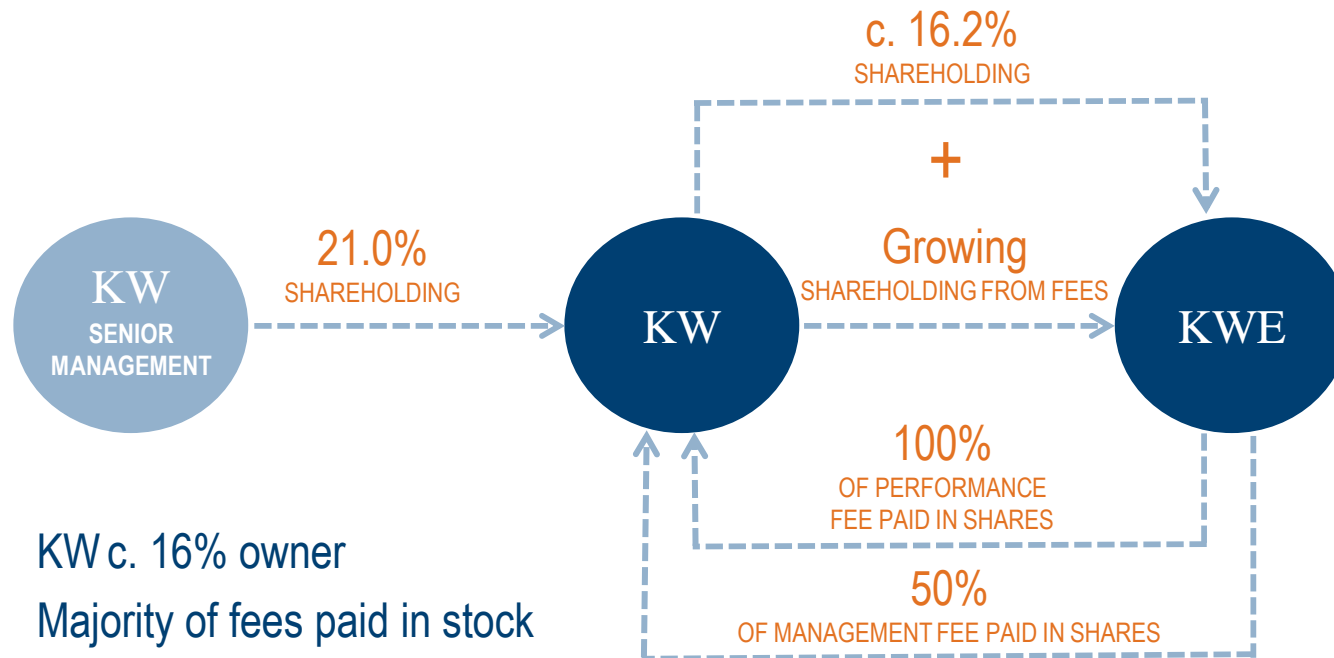 c. 16.2%
SHAREHOLDING
+
KW
SENIOR
MANAGEMENT
21.0%
SHAREHOLDING
KW
Growing
SHAREHOLDING FROM FEES
KWE
100%
OF PERFORMANCE
FEE PAID IN SHARES
50%
OF MANAGEMENT FEE PAID IN SHARES
KW c. 16% owner
Majority of fees paid in stock